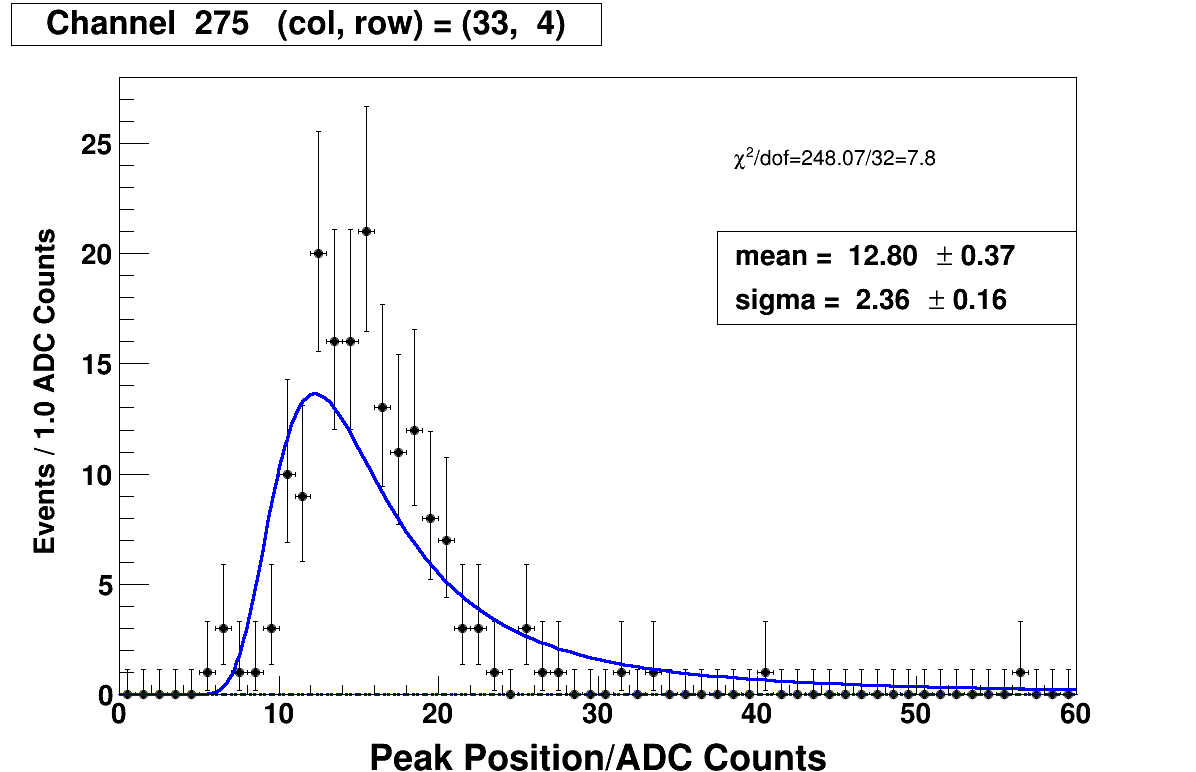 Channel 275 (col, row) = (33, 4)
χ²/dof=248.07/32=7.8
mean = 12.80 ± 0.37
sigma = 2.36 ± 0.16
Events / 1.0 ADC Counts
25
20
15
10
5
0
0 10 20 30 40 50 60
Peak Position/ADC Counts